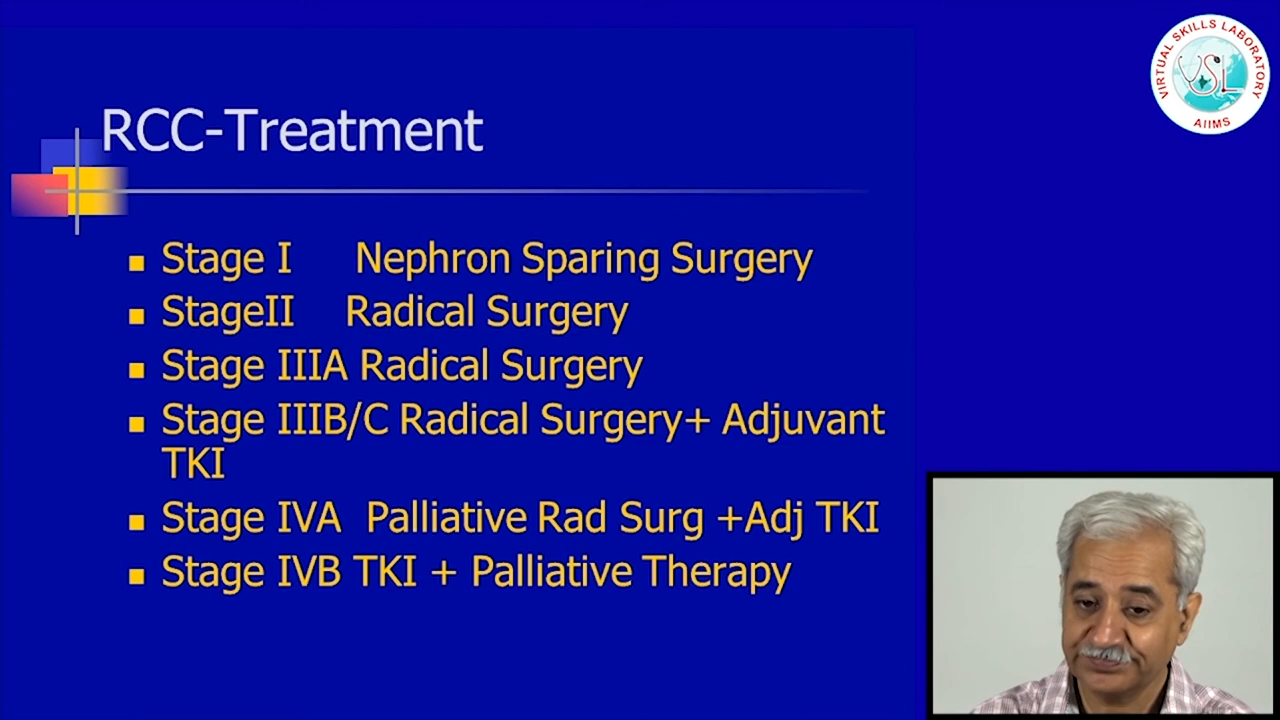 VIRTUAL SKILLS LABORATORY
VSL
AIIMS
RCC-Treatment
Stage I Nephron Sparing Surgery
StageII Radical Surgery
Stage IIIA Radical Surgery
Stage IIIB/C Radical Surgery+ Adjuvant
TKI
Stage IVA Palliative Rad Surg +Adj TKI
Stage IVB TKI + Palliative Therapy